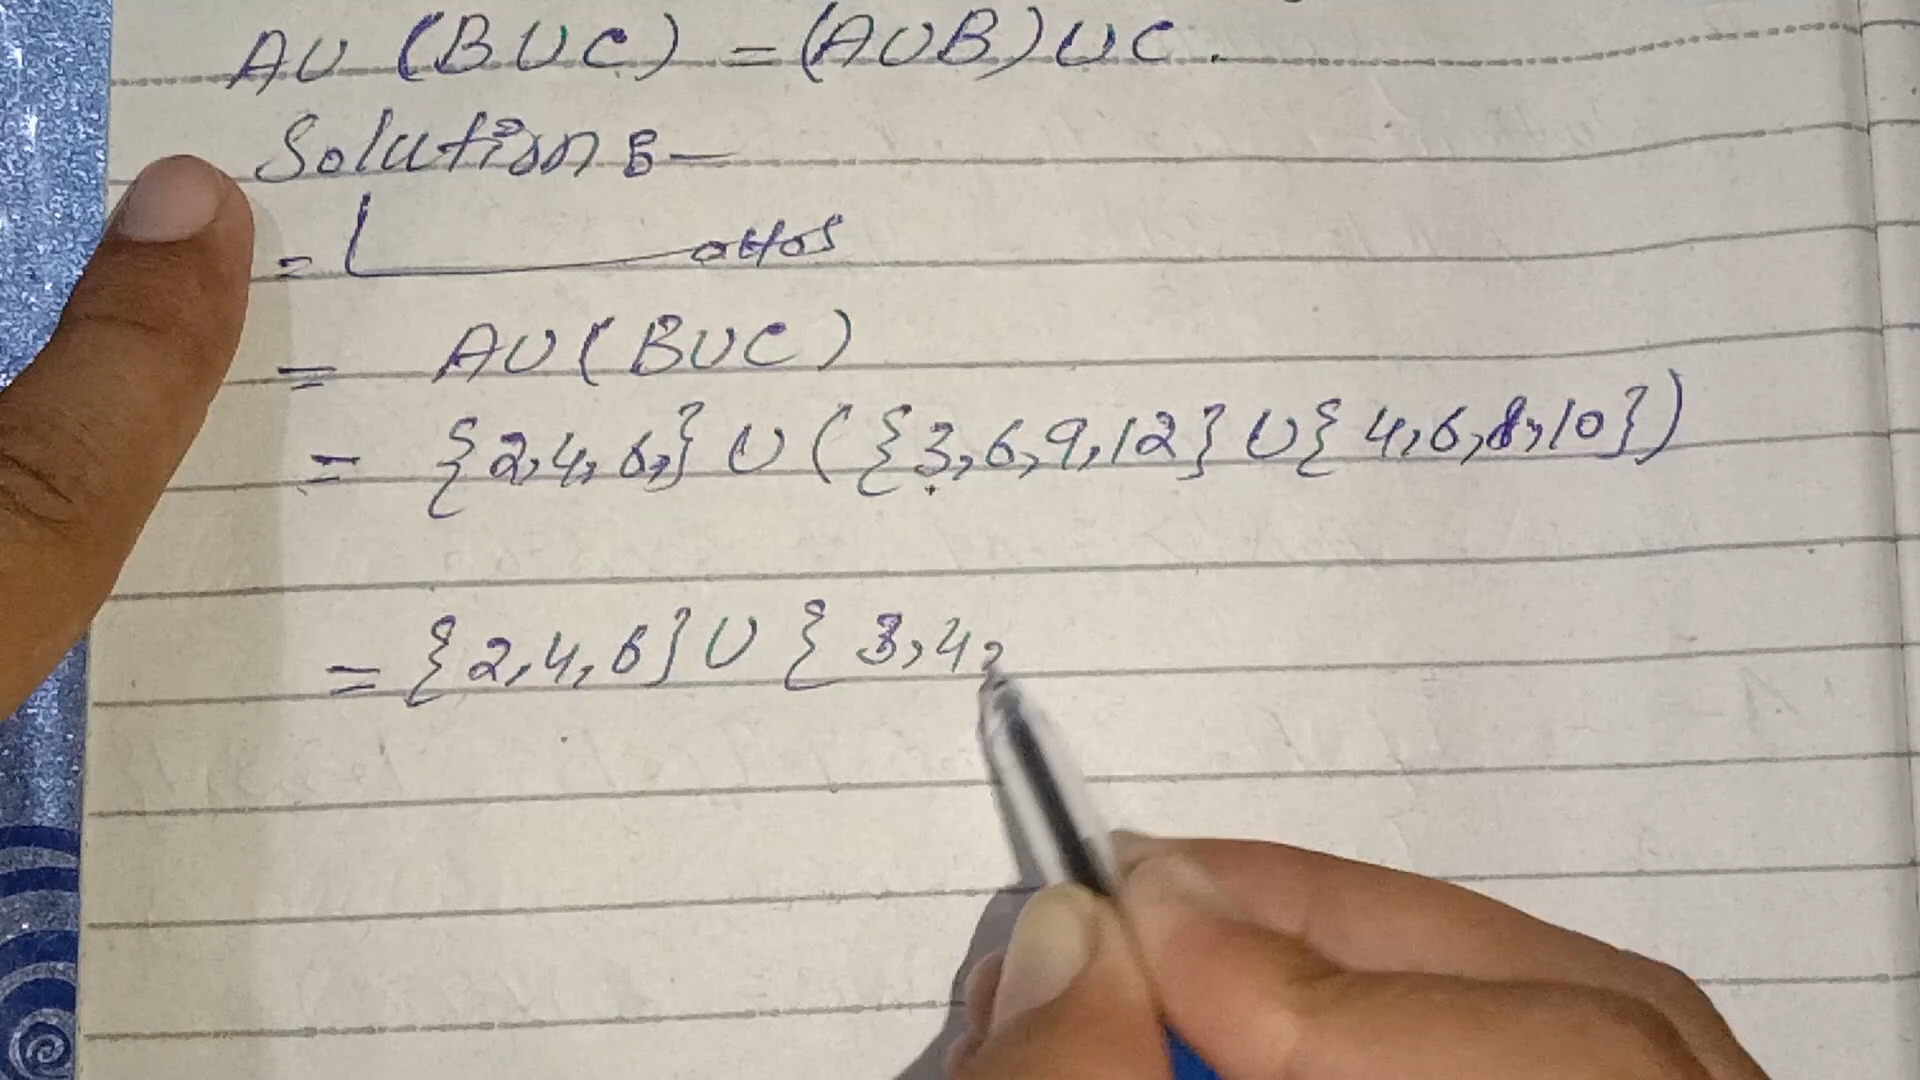 AU (BUC) = (AUB) UC.
Solution :-
=
= AU(BUC)
= {2,4,6,} U ({3,6,9,12} U{ 4,6,8,10})
= {2,4,6} U { 3,4,